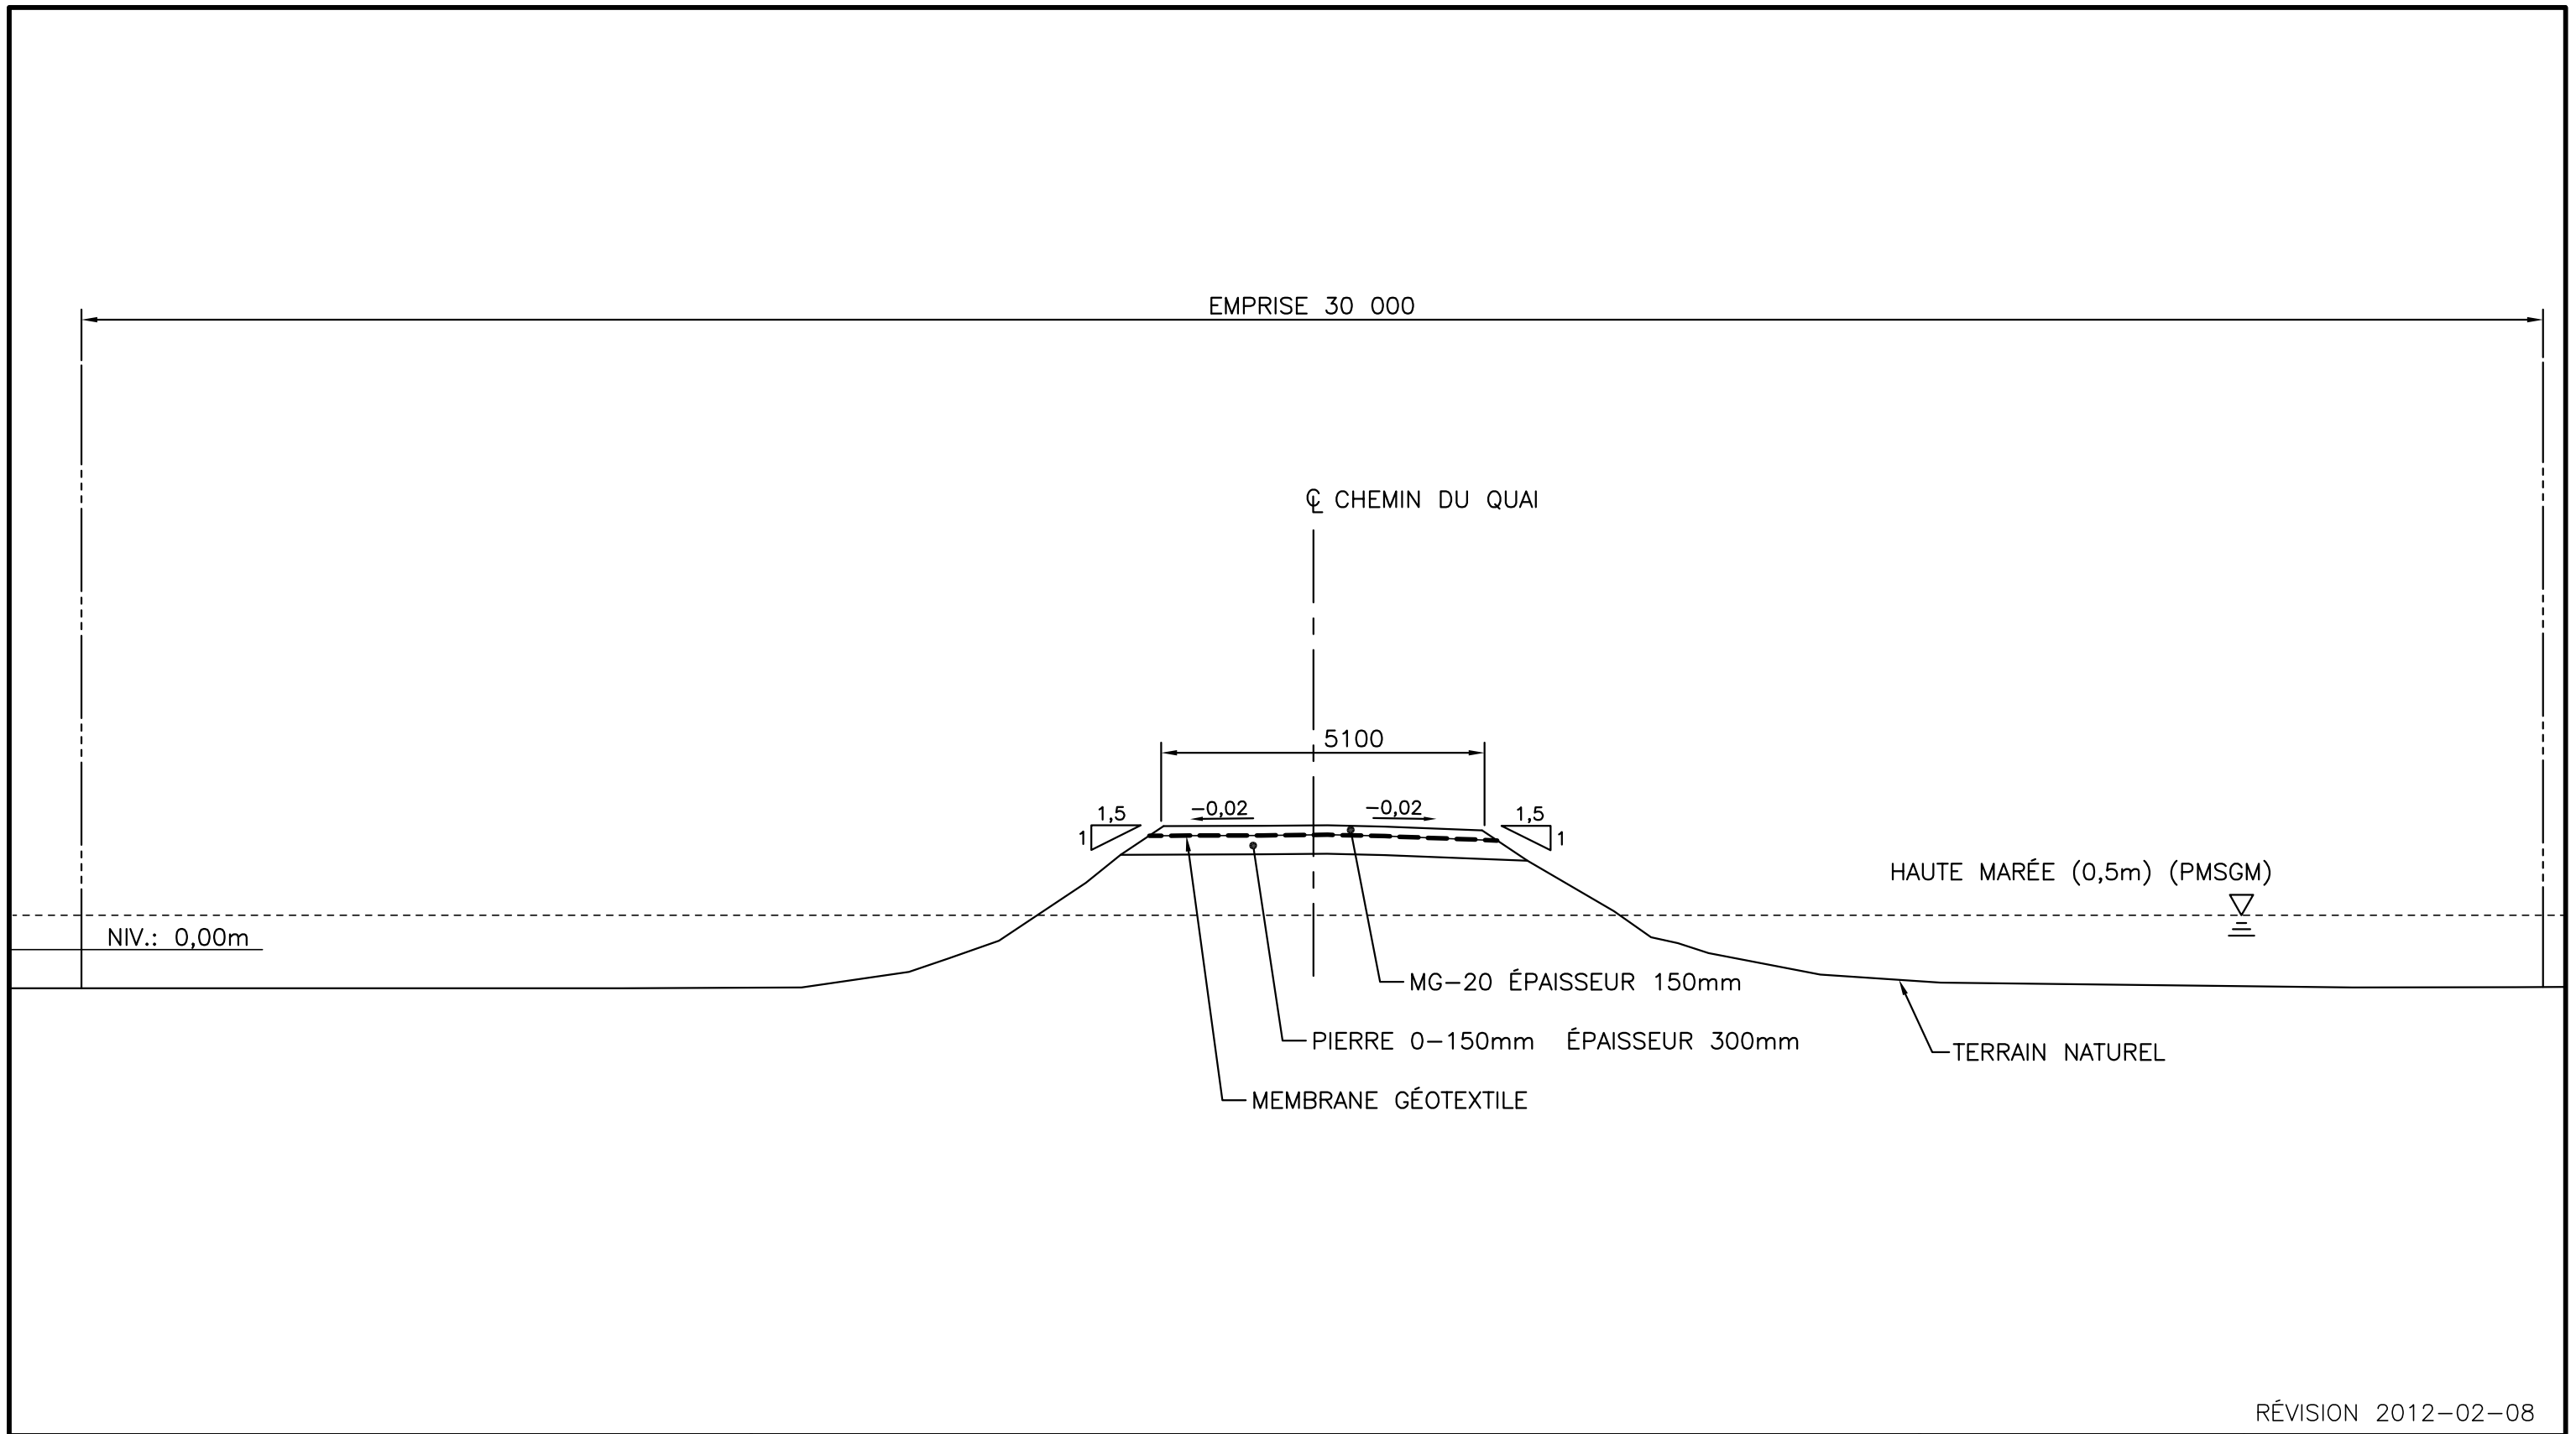 EMPRISE 30 000
℄ CHEMIN DU QUAI
5100
1,5
1
-0,02
-0,02
1,5
1
HAUTE MARÉE (0,5m) (PMSGM)
NIV.: 0,00m
MG-20 ÉPAISSEUR 150mm
PIERRE 0-150mm ÉPAISSEUR 300mm
TERRAIN NATUREL
MEMBRANE GÉOTEXTILE
RÉVISION 2012-02-08